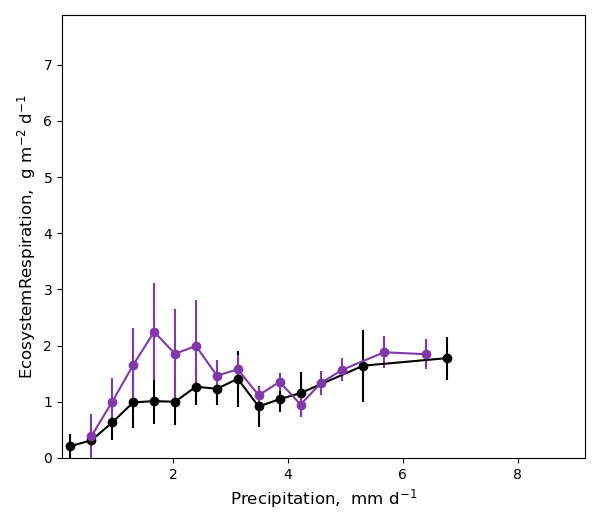 7
6
5
4
3
2
1
0
EcosystemRespiration,  g m⁻² d⁻¹
2 4 6 8
Precipitation,  mm d⁻¹